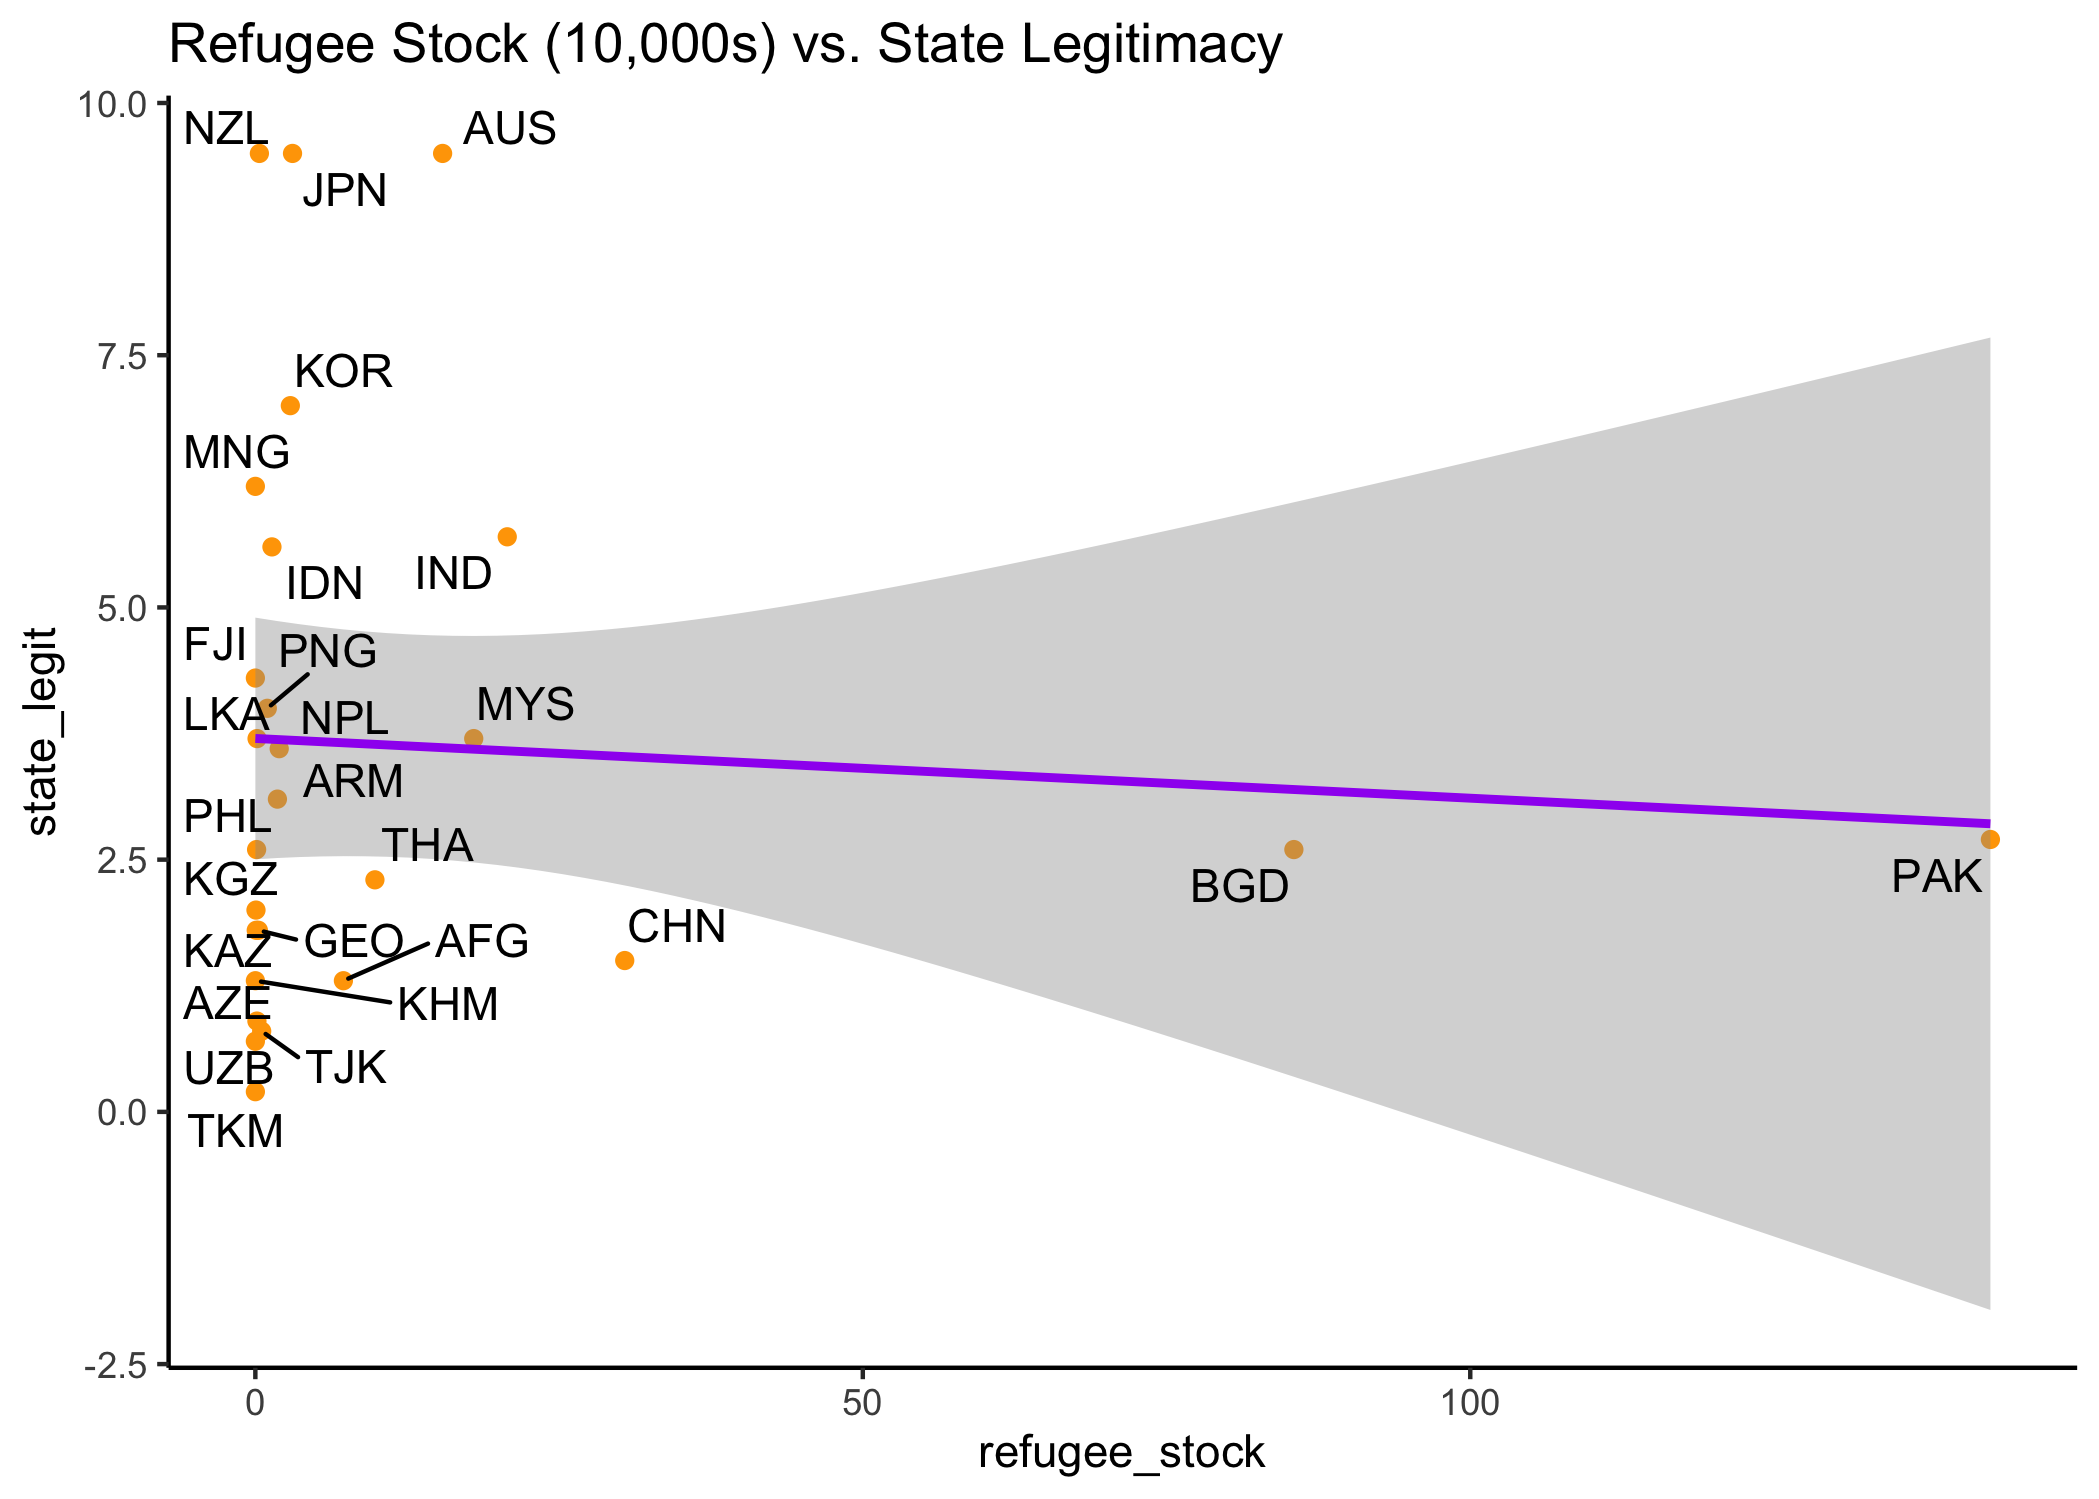 Refugee Stock (10,000s) vs. State Legitimacy
10.0
NZL
AUS
JPN
7.5
KOR
MNG
IDN
IND
5.0
FJI
PNG
LKA
NPL
MYS
ARM
PHL
THA
2.5
KGZ
BGD
PAK
CHN
KAZ
GEO
AFG
AZE
KHM
UZB
TJK
0.0
TKM
-2.5
0
50
100
state_legit
refugee_stock